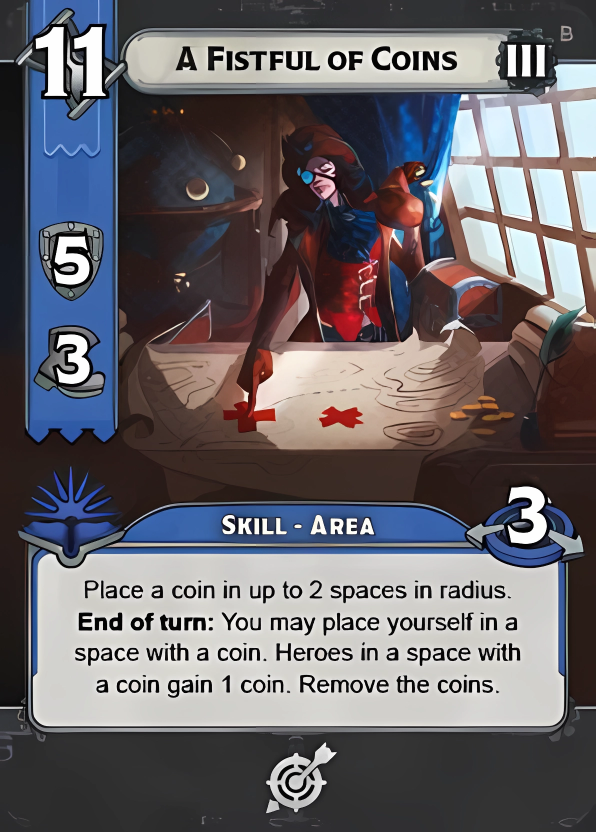 11
A Fistful of Coins
III
B
5
3
Skill - Area
3
Place a coin in up to 2 spaces in radius.
End of turn: You may place yourself in a
space with a coin. Heroes in a space with
a coin gain 1 coin. Remove the coins.